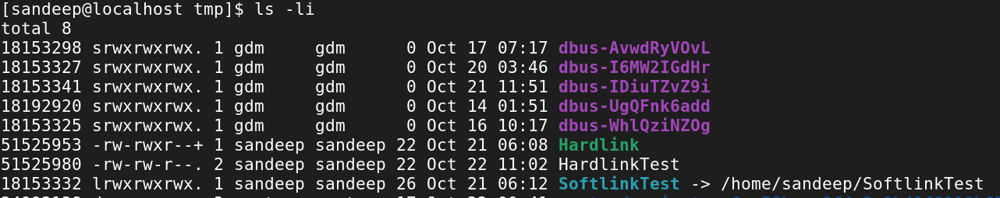 [sandeep@localhost tmp]$ ls -li
total 8
18153298 srwxrwxrwx. 1 gdm     gdm      0 Oct 17 07:17 dbus-AvwdRyVOvL
18153327 srwxrwxrwx. 1 gdm     gdm      0 Oct 20 03:46 dbus-I6MW2IGdHr
18153341 srwxrwxrwx. 1 gdm     gdm      0 Oct 21 11:51 dbus-IDiuTZvZ9i
18192920 srwxrwxrwx. 1 gdm     gdm      0 Oct 14 01:51 dbus-UgQFnk6add
18153325 srwxrwxrwx. 1 gdm     gdm      0 Oct 16 10:17 dbus-WhlQziNZOg
51525953 -rw-rwxr--+ 1 sandeep sandeep 22 Oct 21 06:08 Hardlink
51525980 -rw-rw-r--. 2 sandeep sandeep 22 Oct 22 11:02 HardlinkTest
18153332 lrwxrwxrwx. 1 sandeep sandeep 26 Oct 21 06:12 SoftlinkTest -> /home/sandeep/SoftlinkTest